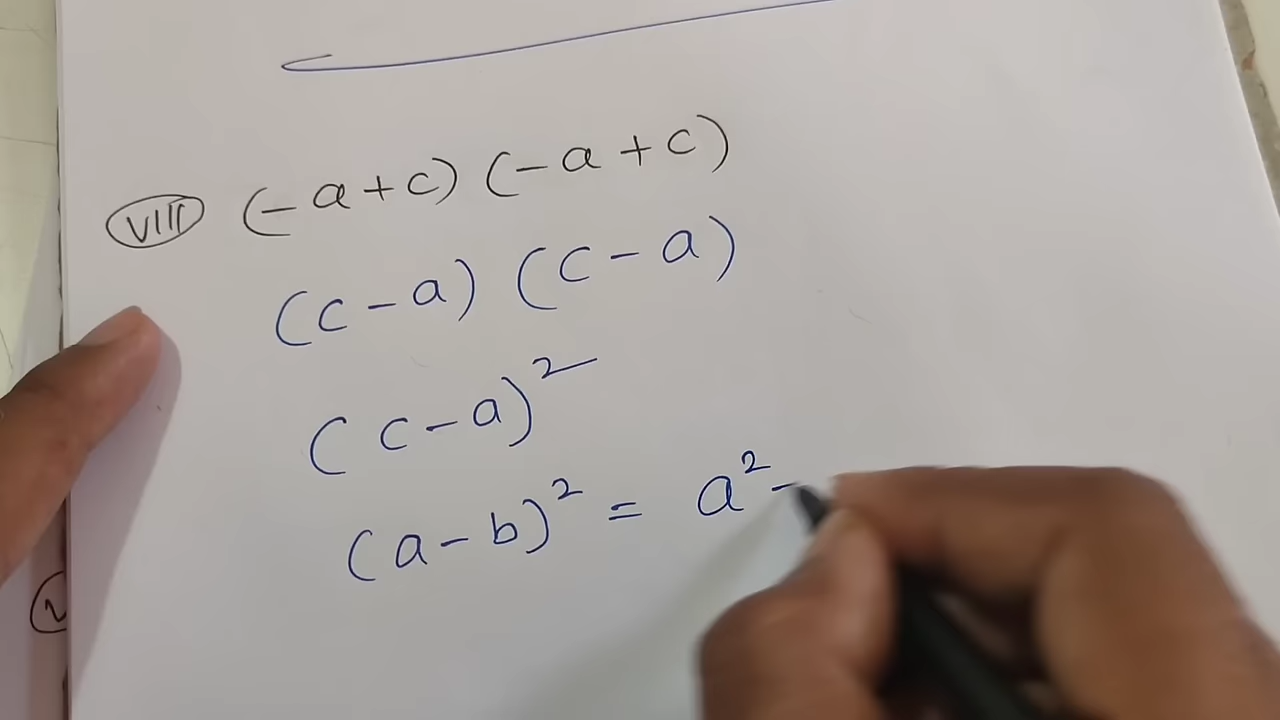 (viii) (-a+c) (-a+c)
(c-a) (c-a)
(c-a)²
(a-b)² = a² -